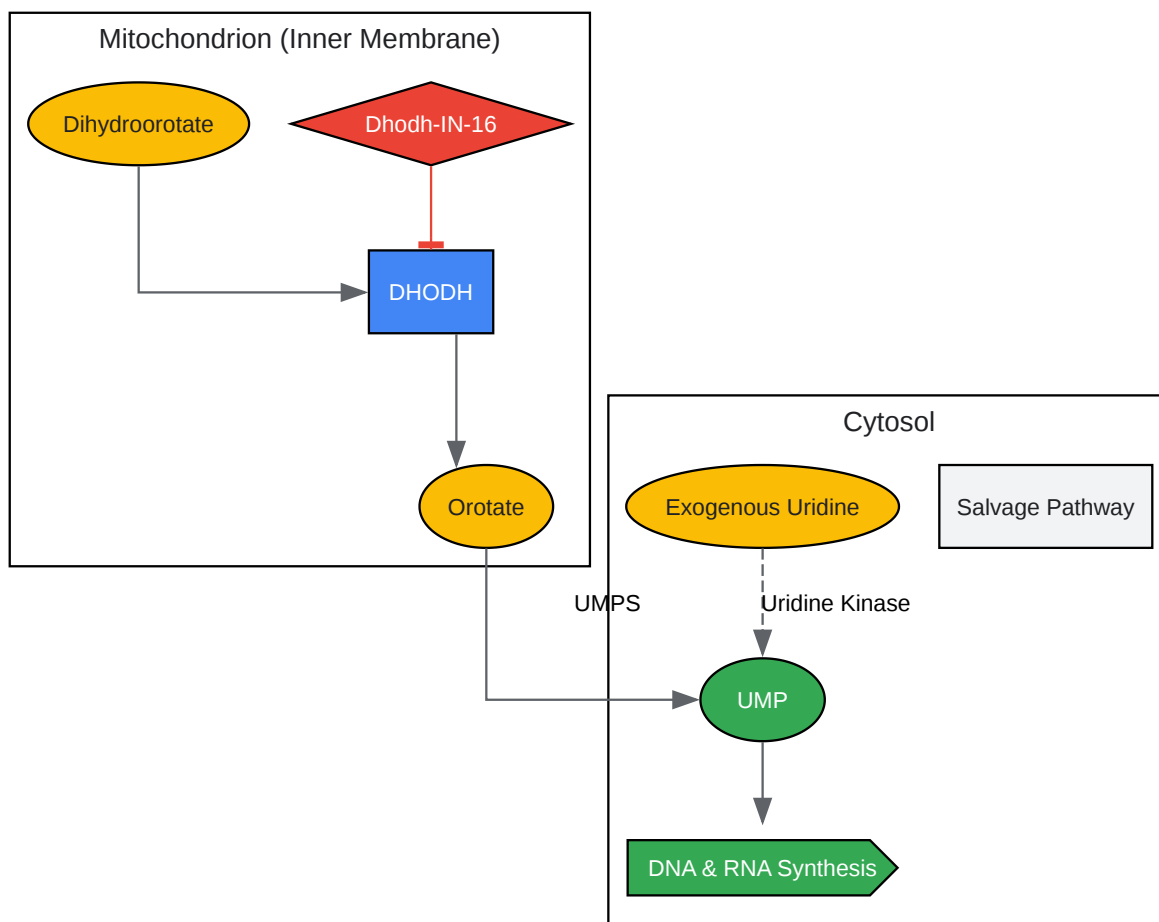 Mitochondrion (Inner Membrane)
Dihydroorotate
Dhodh-IN-16
DHODH
Cytosol
Orotate
Exogenous Uridine
Salvage Pathway
UMPS
Uridine Kinase
UMP
DNA & RNA Synthesis